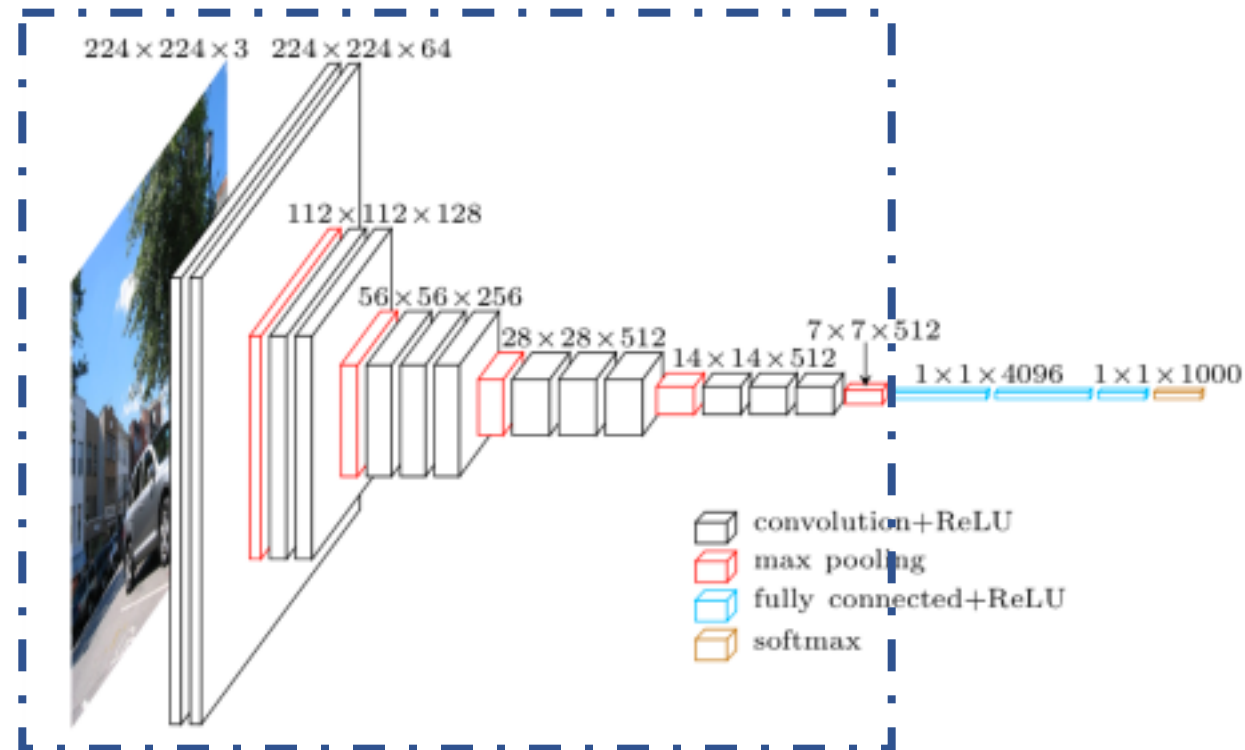 224×224×3
224×224×64
112×112×128
56×56×256
28×28×512
14×14×512
7×7×512
1×1×4096
1×1×1000
convolution+ReLU
max pooling
fully connected+ReLU
softmax